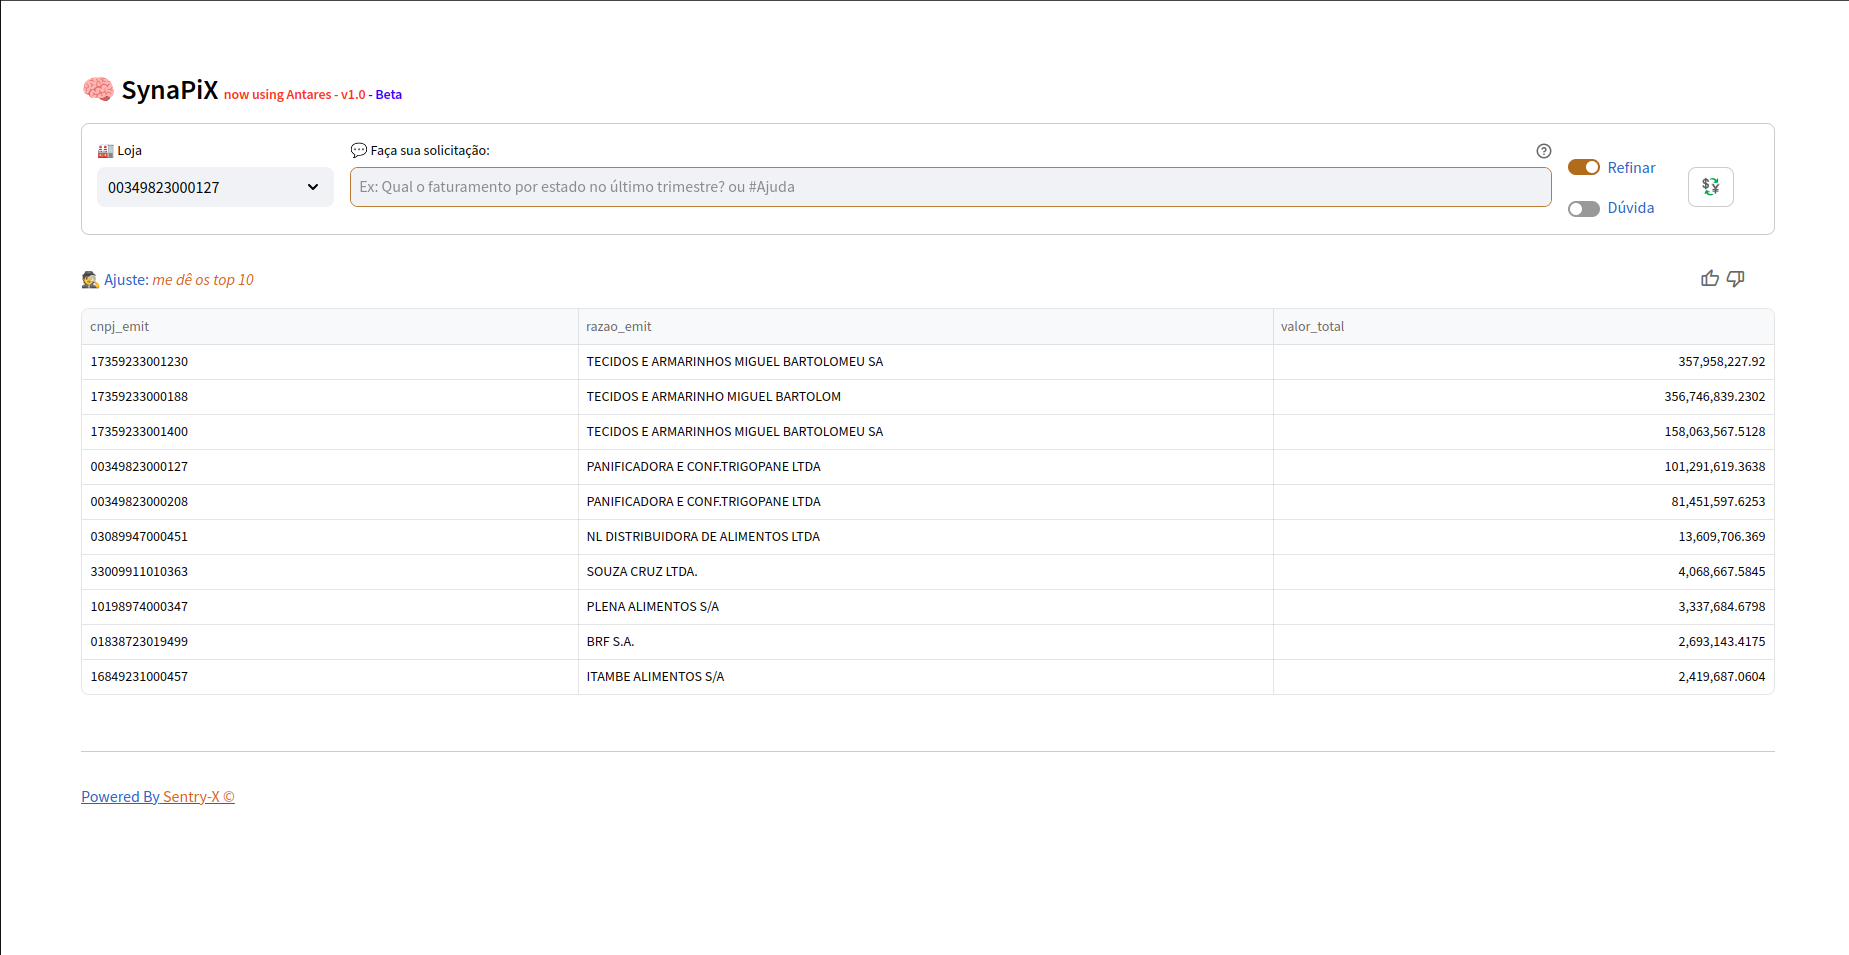 SynaPiX now using Antares - v1.0 - Beta
Loja
Faça sua solicitação:
00349823000127
Ex: Qual o faturamento por estado no último trimestre? ou #Ajuda
Refinar
Dúvida
Ajuste: me dê os top 10
cnpj_emit razao_emit valor_total
17359233001230 TECIDOS E ARMARINHOS MIGUEL BARTOLOMEU SA 357,958,227.92
17359233000188 TECIDOS E ARMARINHO MIGUEL BARTOLOM 356,746,839.2302
17359233001400 TECIDOS E ARMARINHOS MIGUEL BARTOLOMEU SA 158,063,567.5128
00349823000127 PANIFICADORA E CONF.TRIGOPANE LTDA 101,291,619.3638
00349823000208 PANIFICADORA E CONF.TRIGOPANE LTDA 81,451,597.6253
03089947000451 NL DISTRIBUIDORA DE ALIMENTOS LTDA 13,609,706.369
33009911010363 SOUZA CRUZ LTDA. 4,068,667.5845
10198974000347 PLENA ALIMENTOS S/A 3,337,684.6798
01838723019499 BRF S.A. 2,693,143.4175
16849231000457 ITAMBE ALIMENTOS S/A 2,419,687.0604
Powered By Sentry-X ©